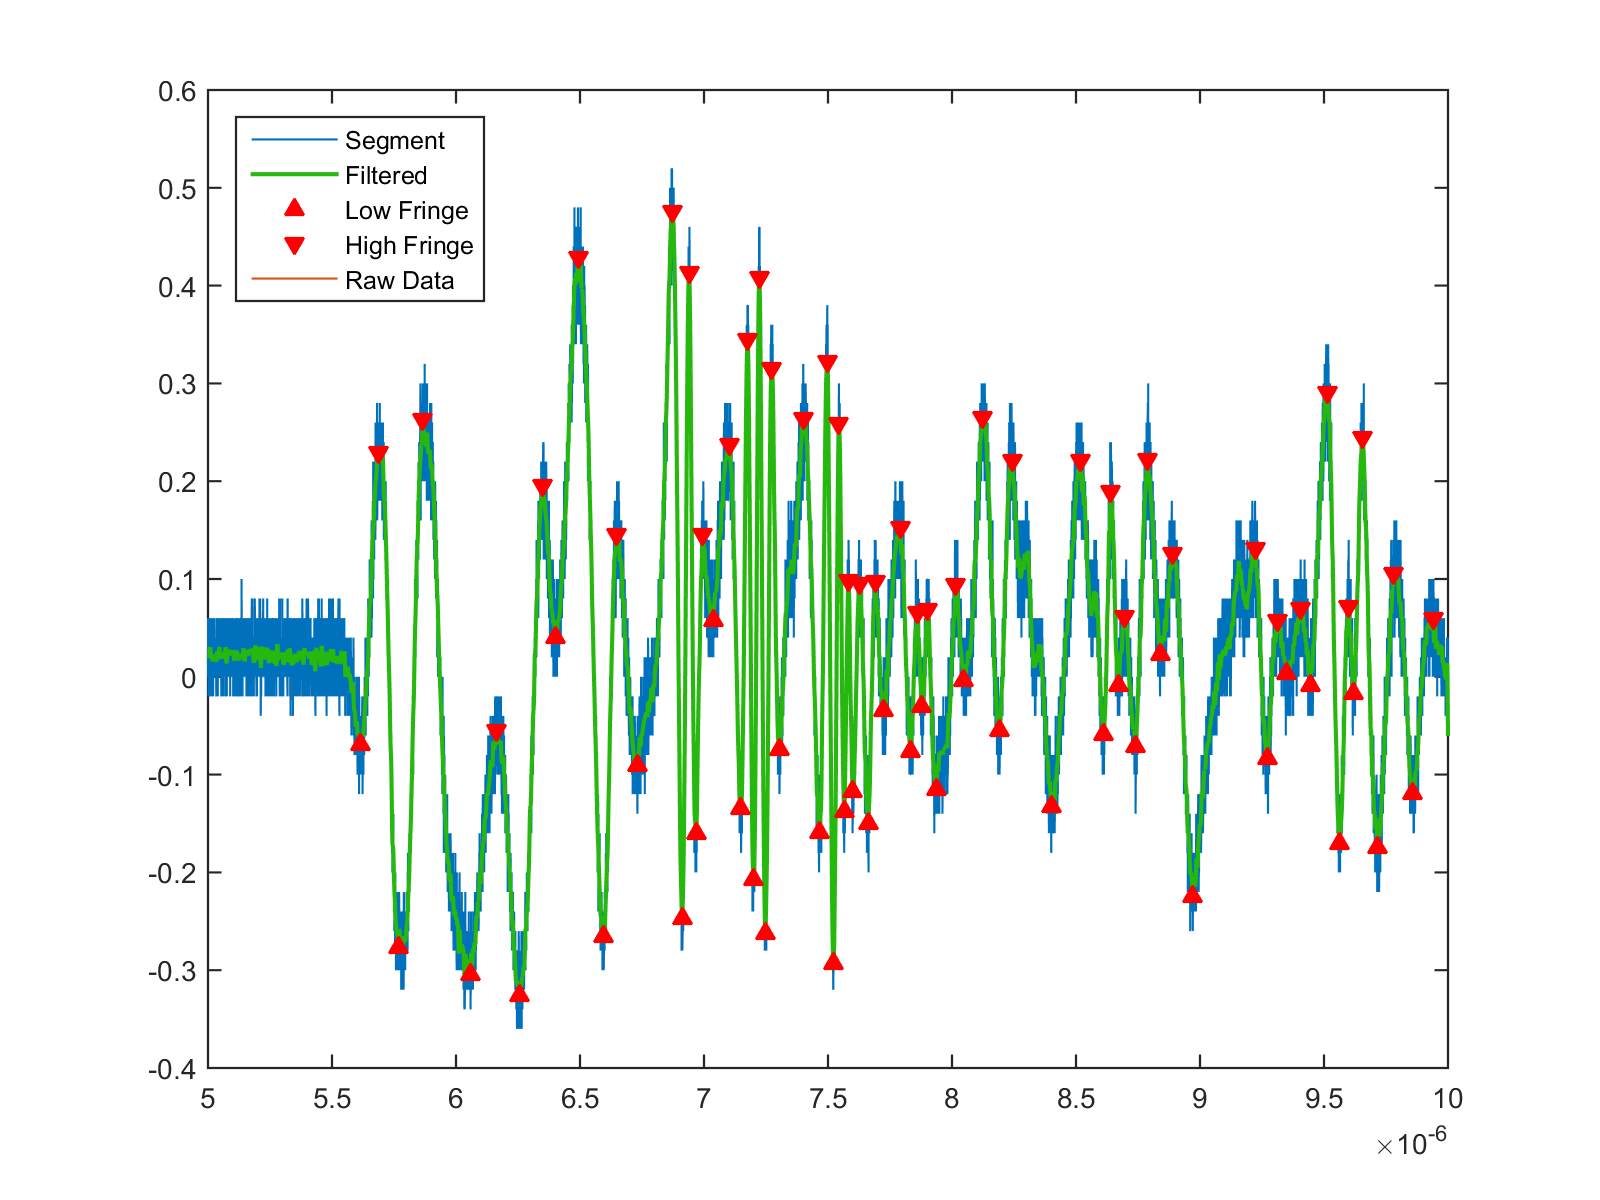 0.6
0.5
0.4
0.3
0.2
0.1
0
-0.1
-0.2
-0.3
-0.4
Segment
Filtered
Low Fringe
High Fringe
Raw Data
5 5.5 6 6.5 7 7.5 8 8.5 9 9.5 10
×10⁻⁶